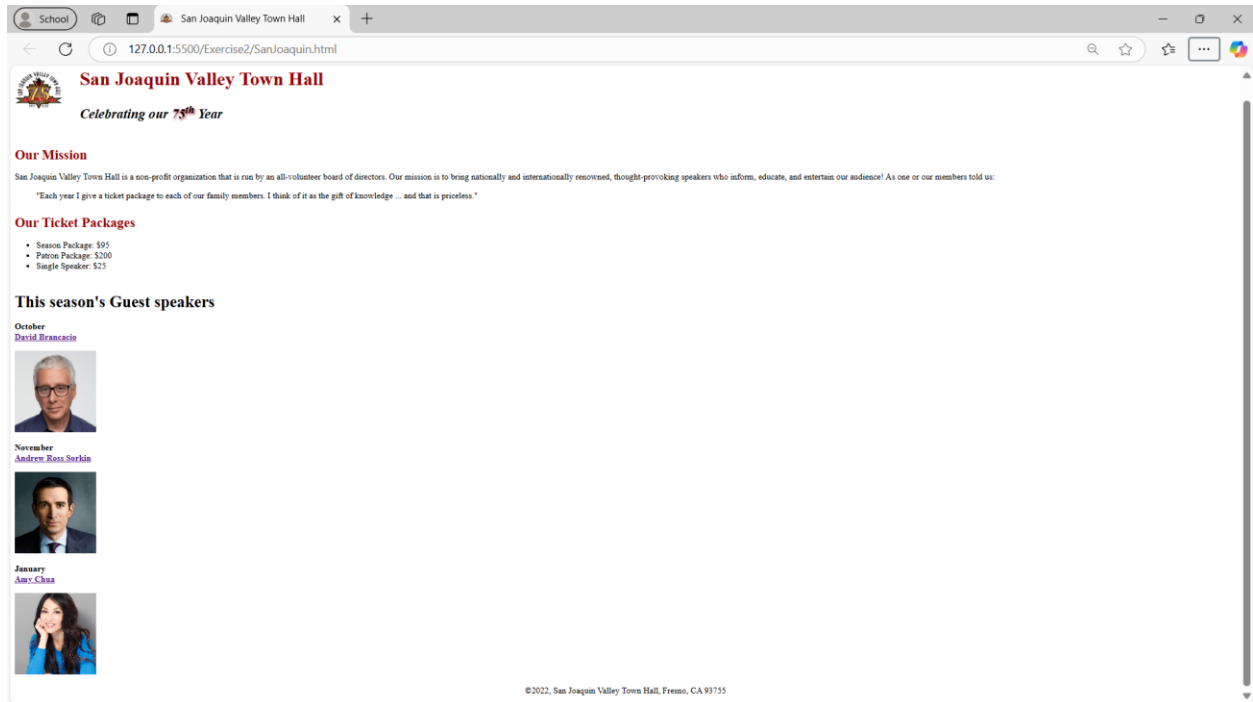 School
San Joaquin Valley Town Hall
127.0.0.1:5500/Exercise2/SanJoaquin.html
75
San Joaquin Valley Town Hall
Celebrating our 75th Year
Our Mission
San Joaquin Valley Town Hall is a non-profit organization that is run by an all-volunteer board of directors. Our mission is to bring nationally and internationally renowned, thought-provoking speakers who inform, educate, and entertain our audience! As one or our members told us:
"Each year I give a ticket package to each of our family members. I think of it as the gift of knowledge ... and that is priceless."
Our Ticket Packages
• Season Package: $95
• Patron Package: $200
• Single Speaker: $25
This season's Guest speakers
October
David Brancacio
November
Andrew Ross Sorkin
January
Amy Chua
©2022, San Joaquin Valley Town Hall, Fresno, CA 93755